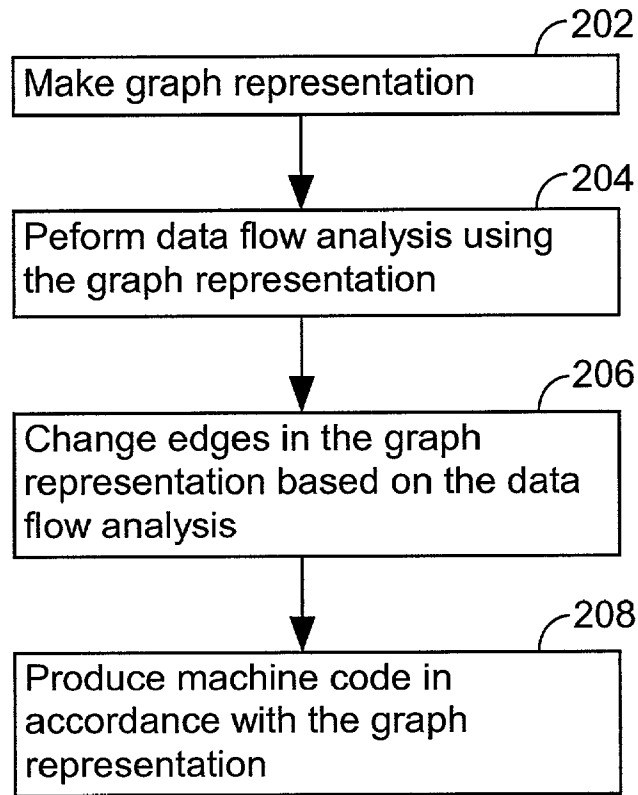 202
Make graph representation
204
Peform data flow analysis using
the graph representation
206
Change edges in the graph
representation based on the data
flow analysis
208
Produce machine code in
accordance with the graph
representation